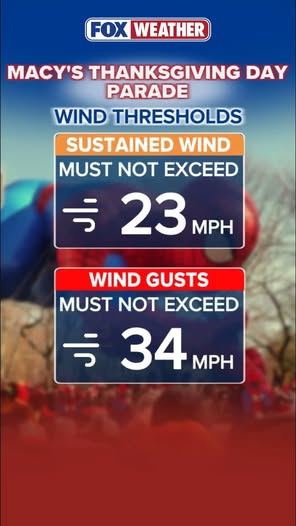 FOX WEATHER
MACY'S THANKSGIVING DAY
PARADE
WIND THRESHOLDS
SUSTAINED WIND
MUST NOT EXCEED
23 MPH
WIND GUSTS
MUST NOT EXCEED
34 MPH